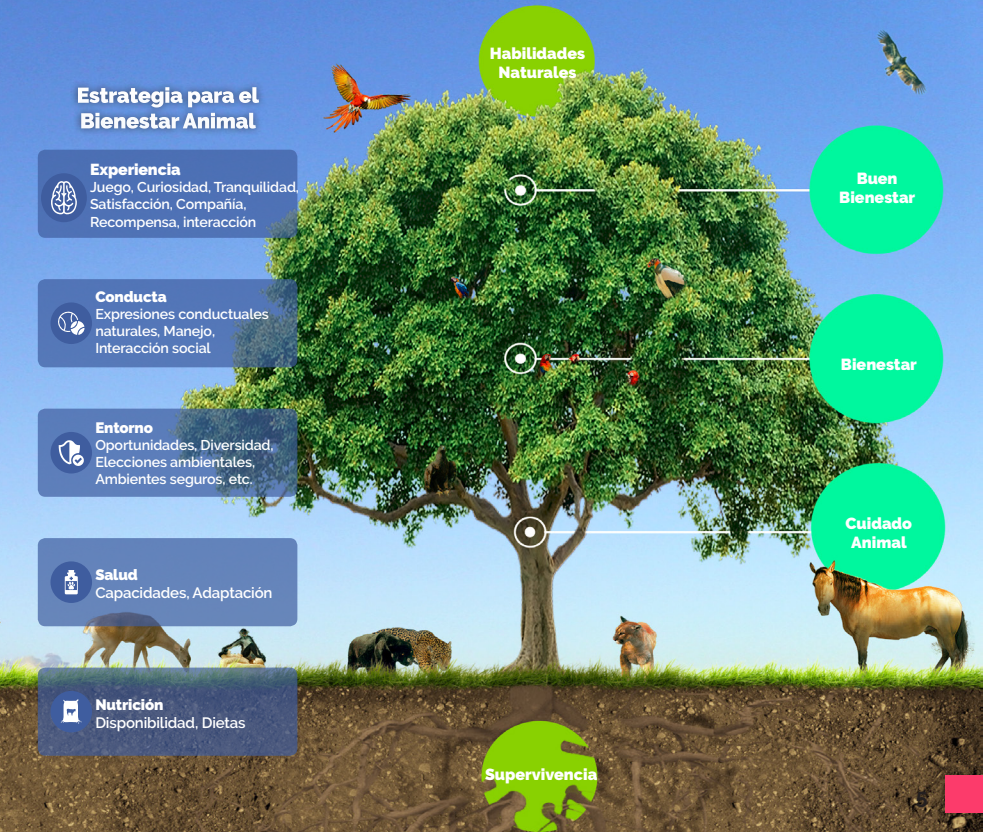 Habilidades
Naturales
Estrategia para el
Bienestar Animal
Experiencia
Juego, Curiosidad, Tranquilidad,
Satisfacción, Compañía,
Recompensa, interacción
Buen
Bienestar
Conducta
Expresiones conductuales
naturales, Manejo,
Interacción social
Bienestar
Entorno
Oportunidades, Diversidad,
Elecciones ambientales,
Ambientes seguros, etc.
Cuidado
Animal
Salud
Capacidades, Adaptación
Nutrición
Disponibilidad, Dietas
Supervivencia